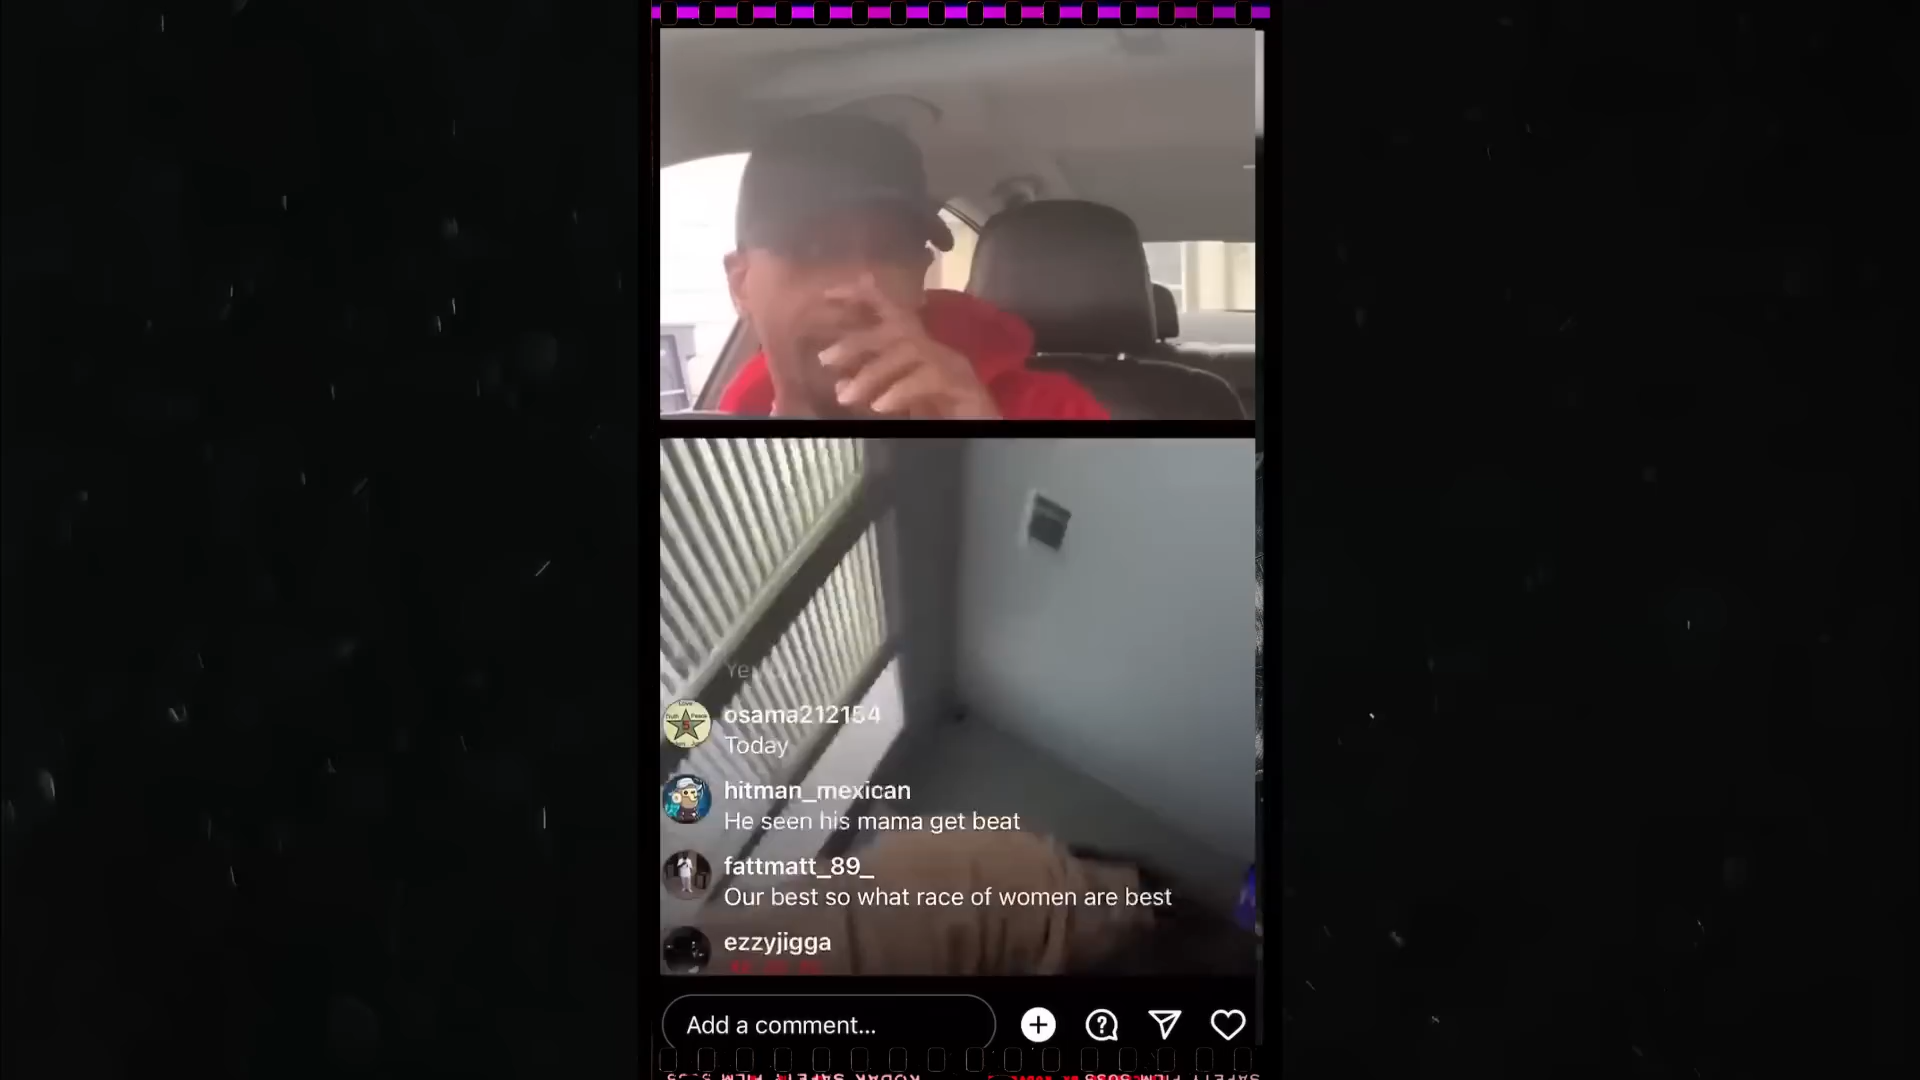 osama212154
Today
hitman_mexican
He seen his mama get beat
fattmatt_89_
Our best so what race of women are best
ezzyjigga
Add a comment...